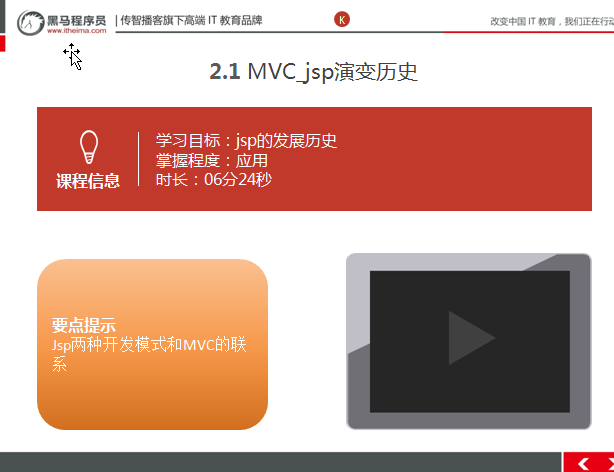 黑马程序员
www.itheima.com
传智播客旗下高端 IT 教育品牌
K
改变中国 IT 教育，我们正在行动
2.1 MVC_jsp演变历史
课程信息
学习目标：jsp的发展历史
掌握程度：应用
时长：06分24秒
要点提示
Jsp两种开发模式和MVC的联
系